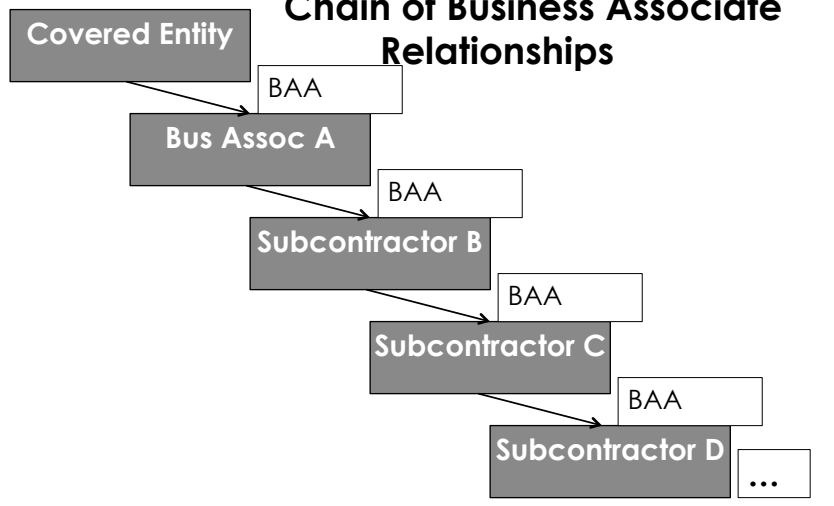 Chain of Business Associate
Relationships
Covered Entity
BAA
Bus Assoc A
BAA
Subcontractor B
BAA
Subcontractor C
BAA
Subcontractor D
...